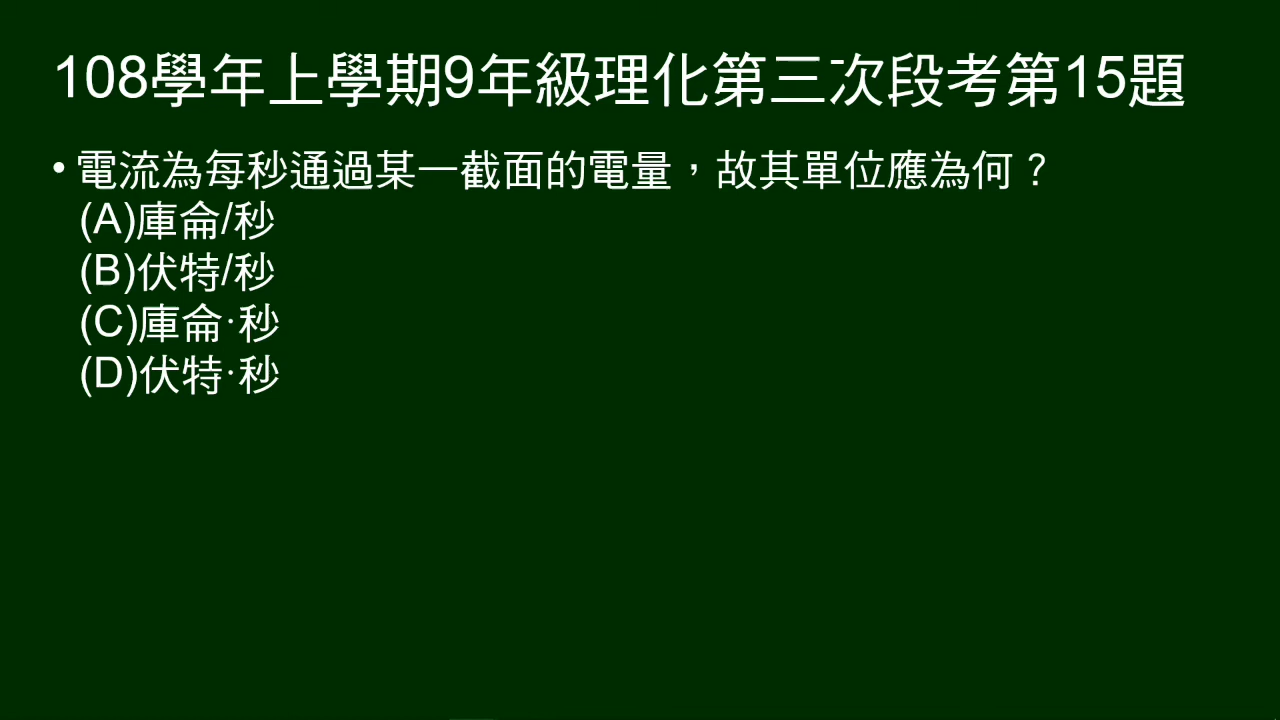 108學年上學期9年級理化第三次段考第15題
• 電流為每秒通過某一截面的電量，故其單位應為何？
(A)庫侖/秒
(B)伏特/秒
(C)庫侖·秒
(D)伏特·秒